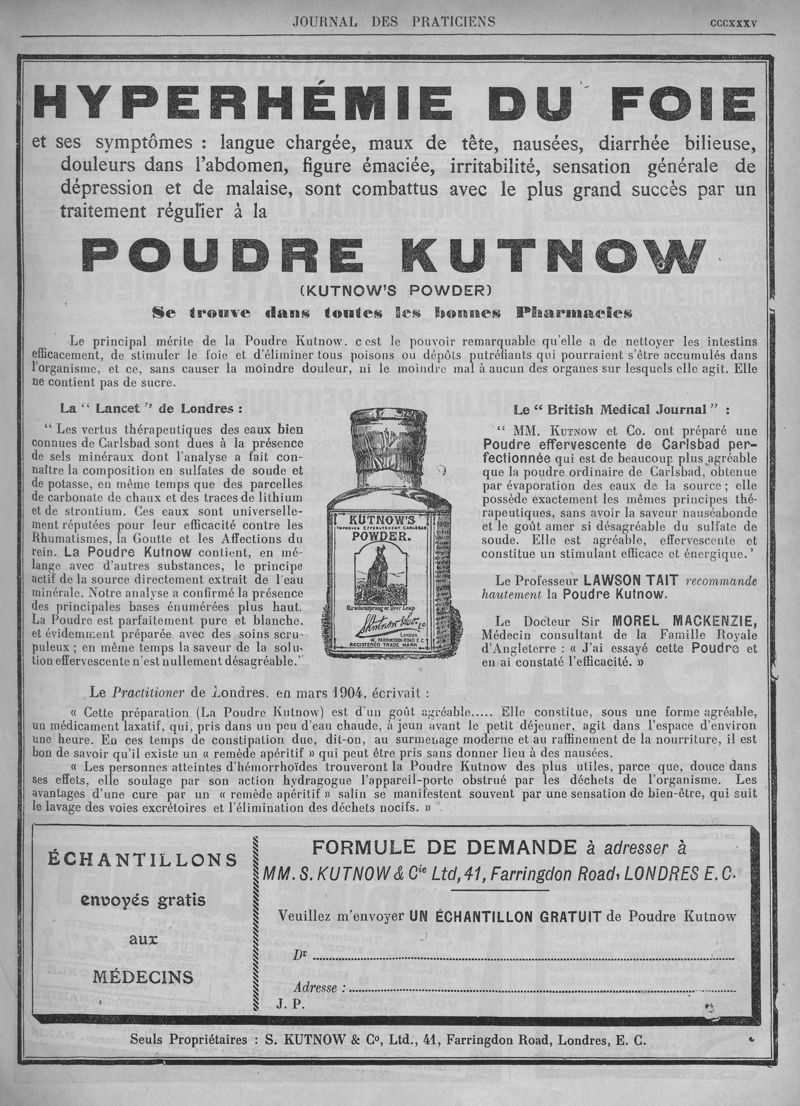 JOURNAL DES PRATICIENS
CCCXXXV
HYPERHÉMIE DU FOIE
et ses symptômes : langue chargée, maux de tête, nausées, diarrhée bilieuse,
douleurs dans l'abdomen, figure émaciée, irritabilité, sensation générale de
dépression et de malaise, sont combattus avec le plus grand succès par un
traitement régulier à la
POUDRE KUTNOW
(KUTNOW'S POWDER)
Se trouve dans toutes les bonnes Pharmacies
Le principal mérite de la Poudre Kutnow. c'est le pouvoir remarquable qu'elle a de nettoyer les intestins
efficacement, de stimuler le foie et d'éliminer tous poisons ou dépôts putréfiants qui pourraient s'être accumulés dans
l'organisme, et ce, sans causer la moindre douleur, ni le moindre mal à aucun des organes sur lesquels elle agit. Elle
ne contient pas de sucre.
La “ Lancet ” de Londres :
“ Les vertus thérapeutiques des eaux bien
connues de Carlsbad sont dues à la présence
de sels minéraux dont l'analyse a fait con-
naître la composition en sulfates de soude et
de potasse, en même temps que des parcelles
de carbonate de chaux et des traces de lithium
et de strontium. Ces eaux sont universelle-
ment réputées pour leur efficacité contre les
Rhumatismes, la Goutte et les Affections du
rein. La Poudre Kutnow contient, en mé-
lange avec d'autres substances, le principe
actif de la source directement extrait de l'eau
minérale. Notre analyse a confirmé la présence
des principales bases énumérées plus haut.
La Poudre est parfaitement pure et blanche,
et évidemment préparée avec des soins scru-
puleux ; en même temps la saveur de la solu-
tion effervescente n'est nullement désagréable.”
KUTNOW'S
IMPROVED EFFERVESCENT CARLSBAD
POWDER.
Hirschensprung or Deer Leap
S. Kutnow & Co. Ld
LONDON
41, FARRINGDON ROAD E.C.
REGISTERED TRADE MARK
Le “ British Medical Journal ” :
“ MM. KUTNOW et Co. ont préparé une
Poudre effervescente de Carlsbad per-
fectionnée qui est de beaucoup plus agréable
que la poudre ordinaire de Carlsbad, obtenue
par évaporation des eaux de la source ; elle
possède exactement les mêmes principes thé-
rapeutiques, sans avoir la saveur nauséabonde
et le goût amer si désagréable du sulfate de
soude. Elle est agréable, effervescente et
constitue un stimulant efficace et énergique.'
Le Professeur LAWSON TAIT recommande
hautement la Poudre Kutnow.
Le Docteur Sir MOREL MACKENZIE,
Médecin consultant de la Famille Royale
d'Angleterre : « J'ai essayé cette Poudre et
en ai constaté l'efficacité. »
Le Practitioner de Londres. en mars 1904, écrivait :
« Cette préparation (La Poudre Kutnow) est d'un goût agréable..... Elle constitue, sous une forme agréable,
un médicament laxatif, qui, pris dans un peu d'eau chaude, à jeun avant le petit déjeuner, agit dans l'espace d'environ
une heure. En ces temps de constipation due, dit-on, au surmenage moderne et au raffinement de la nourriture, il est
bon de savoir qu'il existe un « remède apéritif » qui peut être pris sans donner lieu à des nausées.
« Les personnes atteintes d'hémorrhoïdes trouveront la Poudre Kutnow des plus utiles, parce que, douce dans
ses effets, elle soulage par son action hydragogue l'appareil-porte obstrué par les déchets de l'organisme. Les
avantages d'une cure par un « remède apéritif » salin se manifestent souvent par une sensation de bien-être, qui suit
le lavage des voies excrétoires et l'élimination des déchets nocifs. »
ÉCHANTILLONS
envoyés gratis
aux
MÉDECINS
FORMULE DE DEMANDE à adresser à
MM. S. KUTNOW & Cie Ltd, 41, Farringdon Road, LONDRES E.C.
Veuillez m'envoyer UN ÉCHANTILLON GRATUIT de Poudre Kutnow
Dr
Adresse :
J. P.
Seuls Propriétaires : S. KUTNOW & Co, Ltd., 41, Farringdon Road, Londres, E. C.